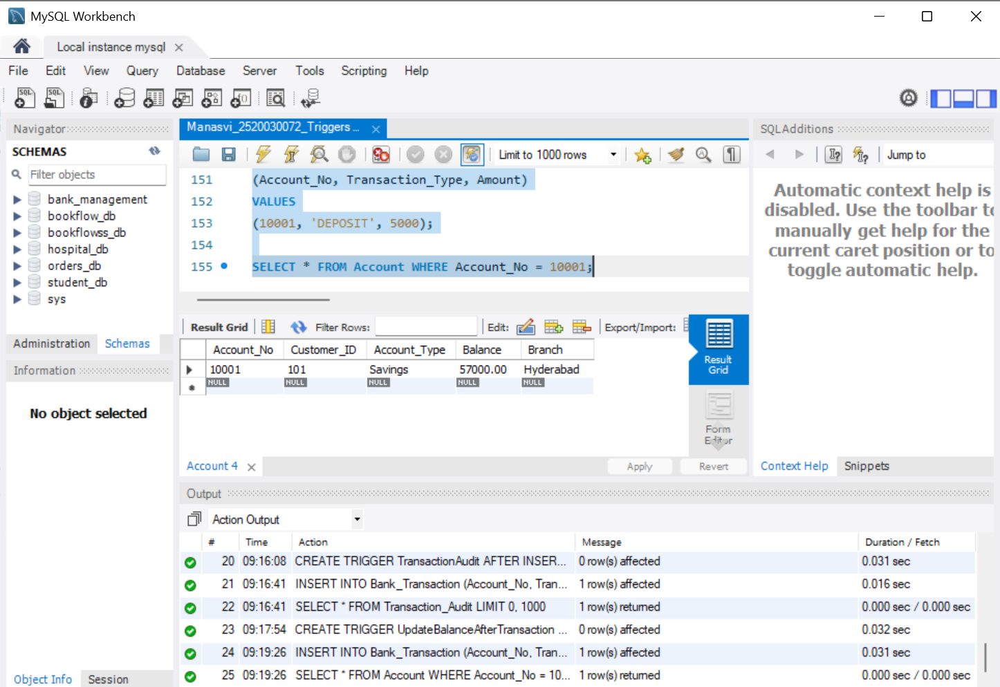 MySQL Workbench
Local instance mysql
File Edit View Query Database Server Tools Scripting Help
Navigator
SCHEMAS
Filter objects
bank_management
bookflow_db
bookflowss_db
hospital_db
orders_db
student_db
sys
Administration Schemas
Information
No object selected
Object Info Session
Manasvi_2520030072_Triggers ...
Limit to 1000 rows
151 (Account_No, Transaction_Type, Amount)
152 VALUES
153 (10001, 'DEPOSIT', 5000);
154
155 SELECT * FROM Account WHERE Account_No = 10001;
Result Grid Filter Rows: Edit: Export/Import:
Account_No Customer_ID Account_Type Balance Branch
10001 101 Savings 57000.00 Hyderabad
NULL NULL NULL NULL NULL
Result
Grid
Form
Editor
Account 4
Apply Revert
SQLAdditions
Jump to
Automatic context help is
disabled. Use the toolbar to
manually get help for the
current caret position or to
toggle automatic help.
Context Help Snippets
Output
Action Output
# Time Action Message Duration / Fetch
20 09:16:08 CREATE TRIGGER TransactionAudit AFTER INSER... 0 row(s) affected 0.031 sec
21 09:16:41 INSERT INTO Bank_Transaction (Account_No, Tran... 1 row(s) affected 0.016 sec
22 09:16:41 SELECT * FROM Transaction_Audit LIMIT 0, 1000 1 row(s) returned 0.000 sec / 0.000 sec
23 09:17:54 CREATE TRIGGER UpdateBalanceAfterTransaction ... 0 row(s) affected 0.032 sec
24 09:19:26 INSERT INTO Bank_Transaction (Account_No, Tran... 1 row(s) affected 0.031 sec
25 09:19:26 SELECT * FROM Account WHERE Account_No = 10... 1 row(s) returned 0.000 sec / 0.000 sec